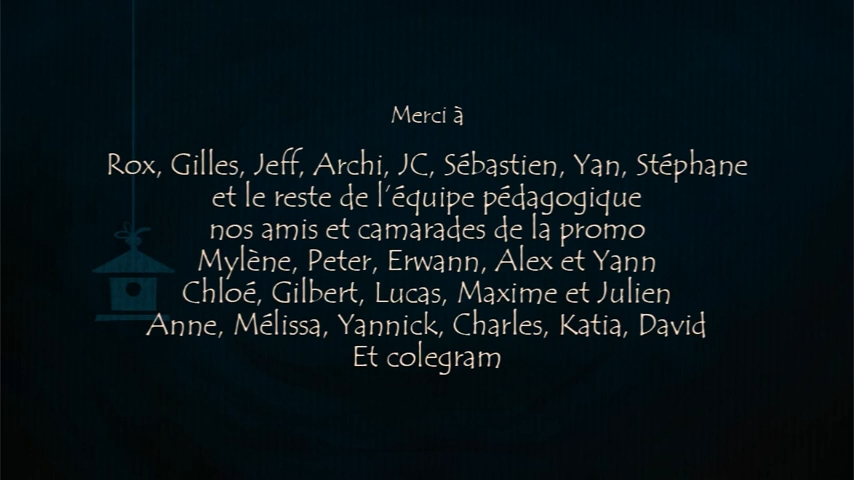 Merci à
Rox, Gilles, Jeff, Archi, JC, Sébastien, Yan, Stéphane
et le reste de l'équipe pédagogique
nos amis et camarades de la promo
Mylène, Peter, Erwann, Alex et Yann
Chloé, Gilbert, Lucas, Maxime et Julien
Anne, Mélissa, Yannick, Charles, Katia, David
Et colegram